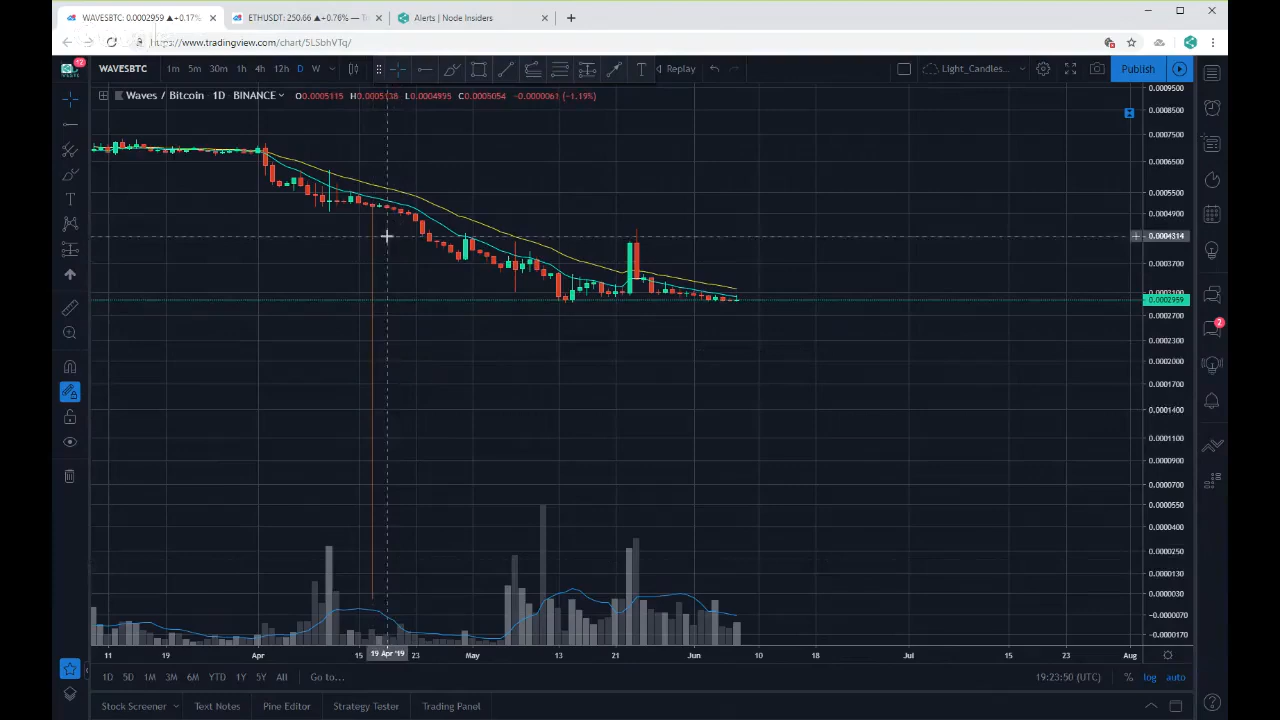 WAVESBTC: 0.0002959 ▲+0.17%
ETHUSDT: 250.66 ▲+0.76% — T
Alerts | Node Insiders
https://www.tradingview.com/chart/5LSbhVTq/
12
WAVESBTC 1m 5m 30m 1h 4h 12h D W
Replay
Light_Candles...
Publish
Waves / Bitcoin 1D BINANCE O0.0005115 H0.0005138 L0.0004995 C0.0005054 -0.0000061 (-1.19%)
0.0009500
0.0008500
0.0007500
0.0006500
0.0005500
0.0004900
0.0004314
0.0003700
0.0003100
0.0002959
0.0002700
0.0002300
0.0002000
0.0001700
0.0001400
0.0001100
0.0000900
0.0000700
0.0000550
0.0000400
0.0000250
0.0000130
0.0000030
-0.0000070
-0.0000170
2
11 19 Apr 15 19 Apr '19 23 May 13 21 Jun 10 18 Jul 15 23 Aug
1D 5D 1M 3M 6M YTD 1Y 5Y All Go to...
19:23:50 (UTC) % log auto
Stock Screener Text Notes Pine Editor Strategy Tester Trading Panel